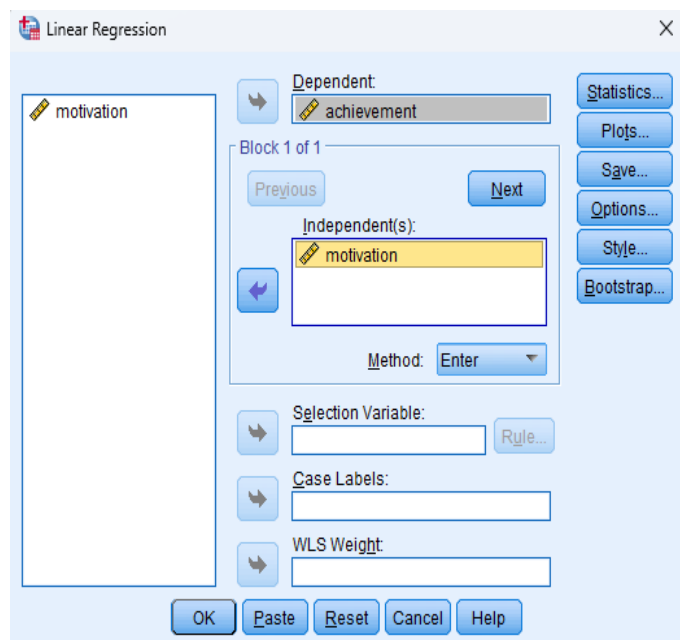 Linear Regression
motivation
Dependent:
achievement
Block 1 of 1
Previous
Next
Independent(s):
motivation
Method:
Enter
Selection Variable:
Rule...
Case Labels:
WLS Weight:
Statistics...
Plots...
Save...
Options...
Style...
Bootstrap...
OK
Paste
Reset
Cancel
Help